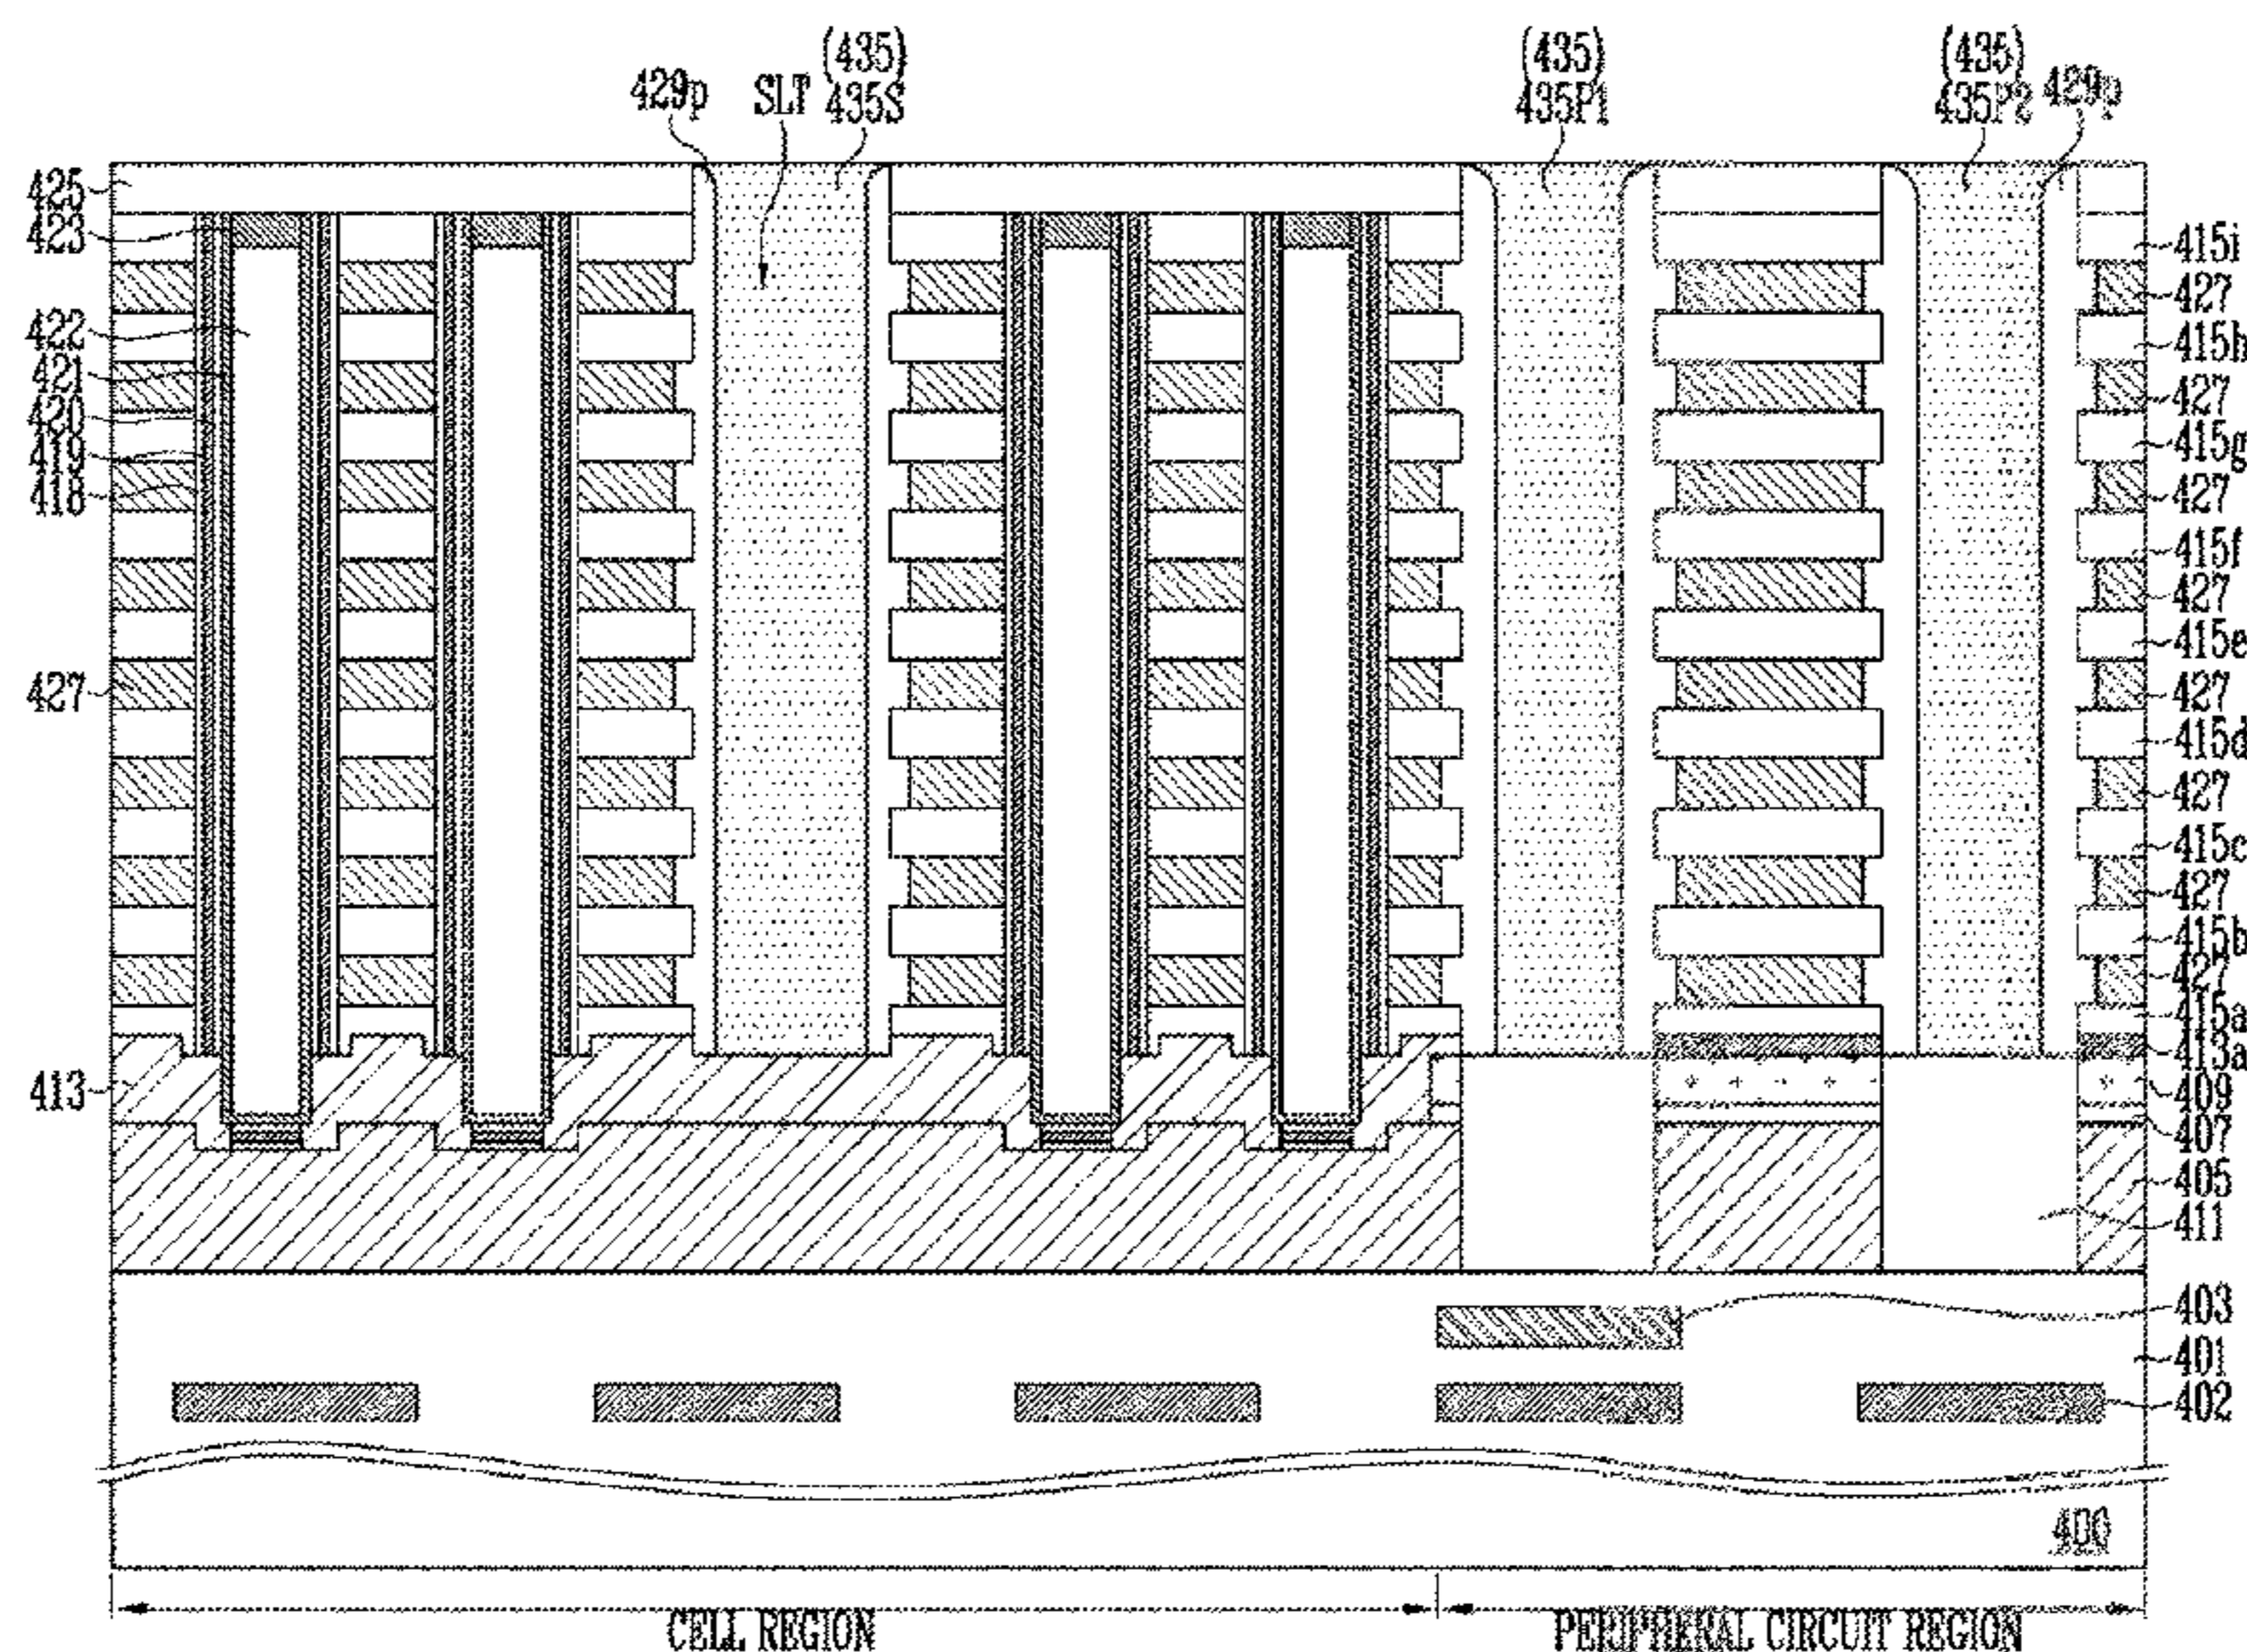 (435)
(435)
(435)
429p
SLT
435S
435P1
435P2
429p
425
423
422
421
420
419
418
427
413
415i
427
415h
427
415g
427
415f
427
415e
427
415d
427
415c
427
415b
427
415a
413a
409
407
405
411
403
401
402
400
CELL REGION
PERIPHERAL CIRCUIT REGION